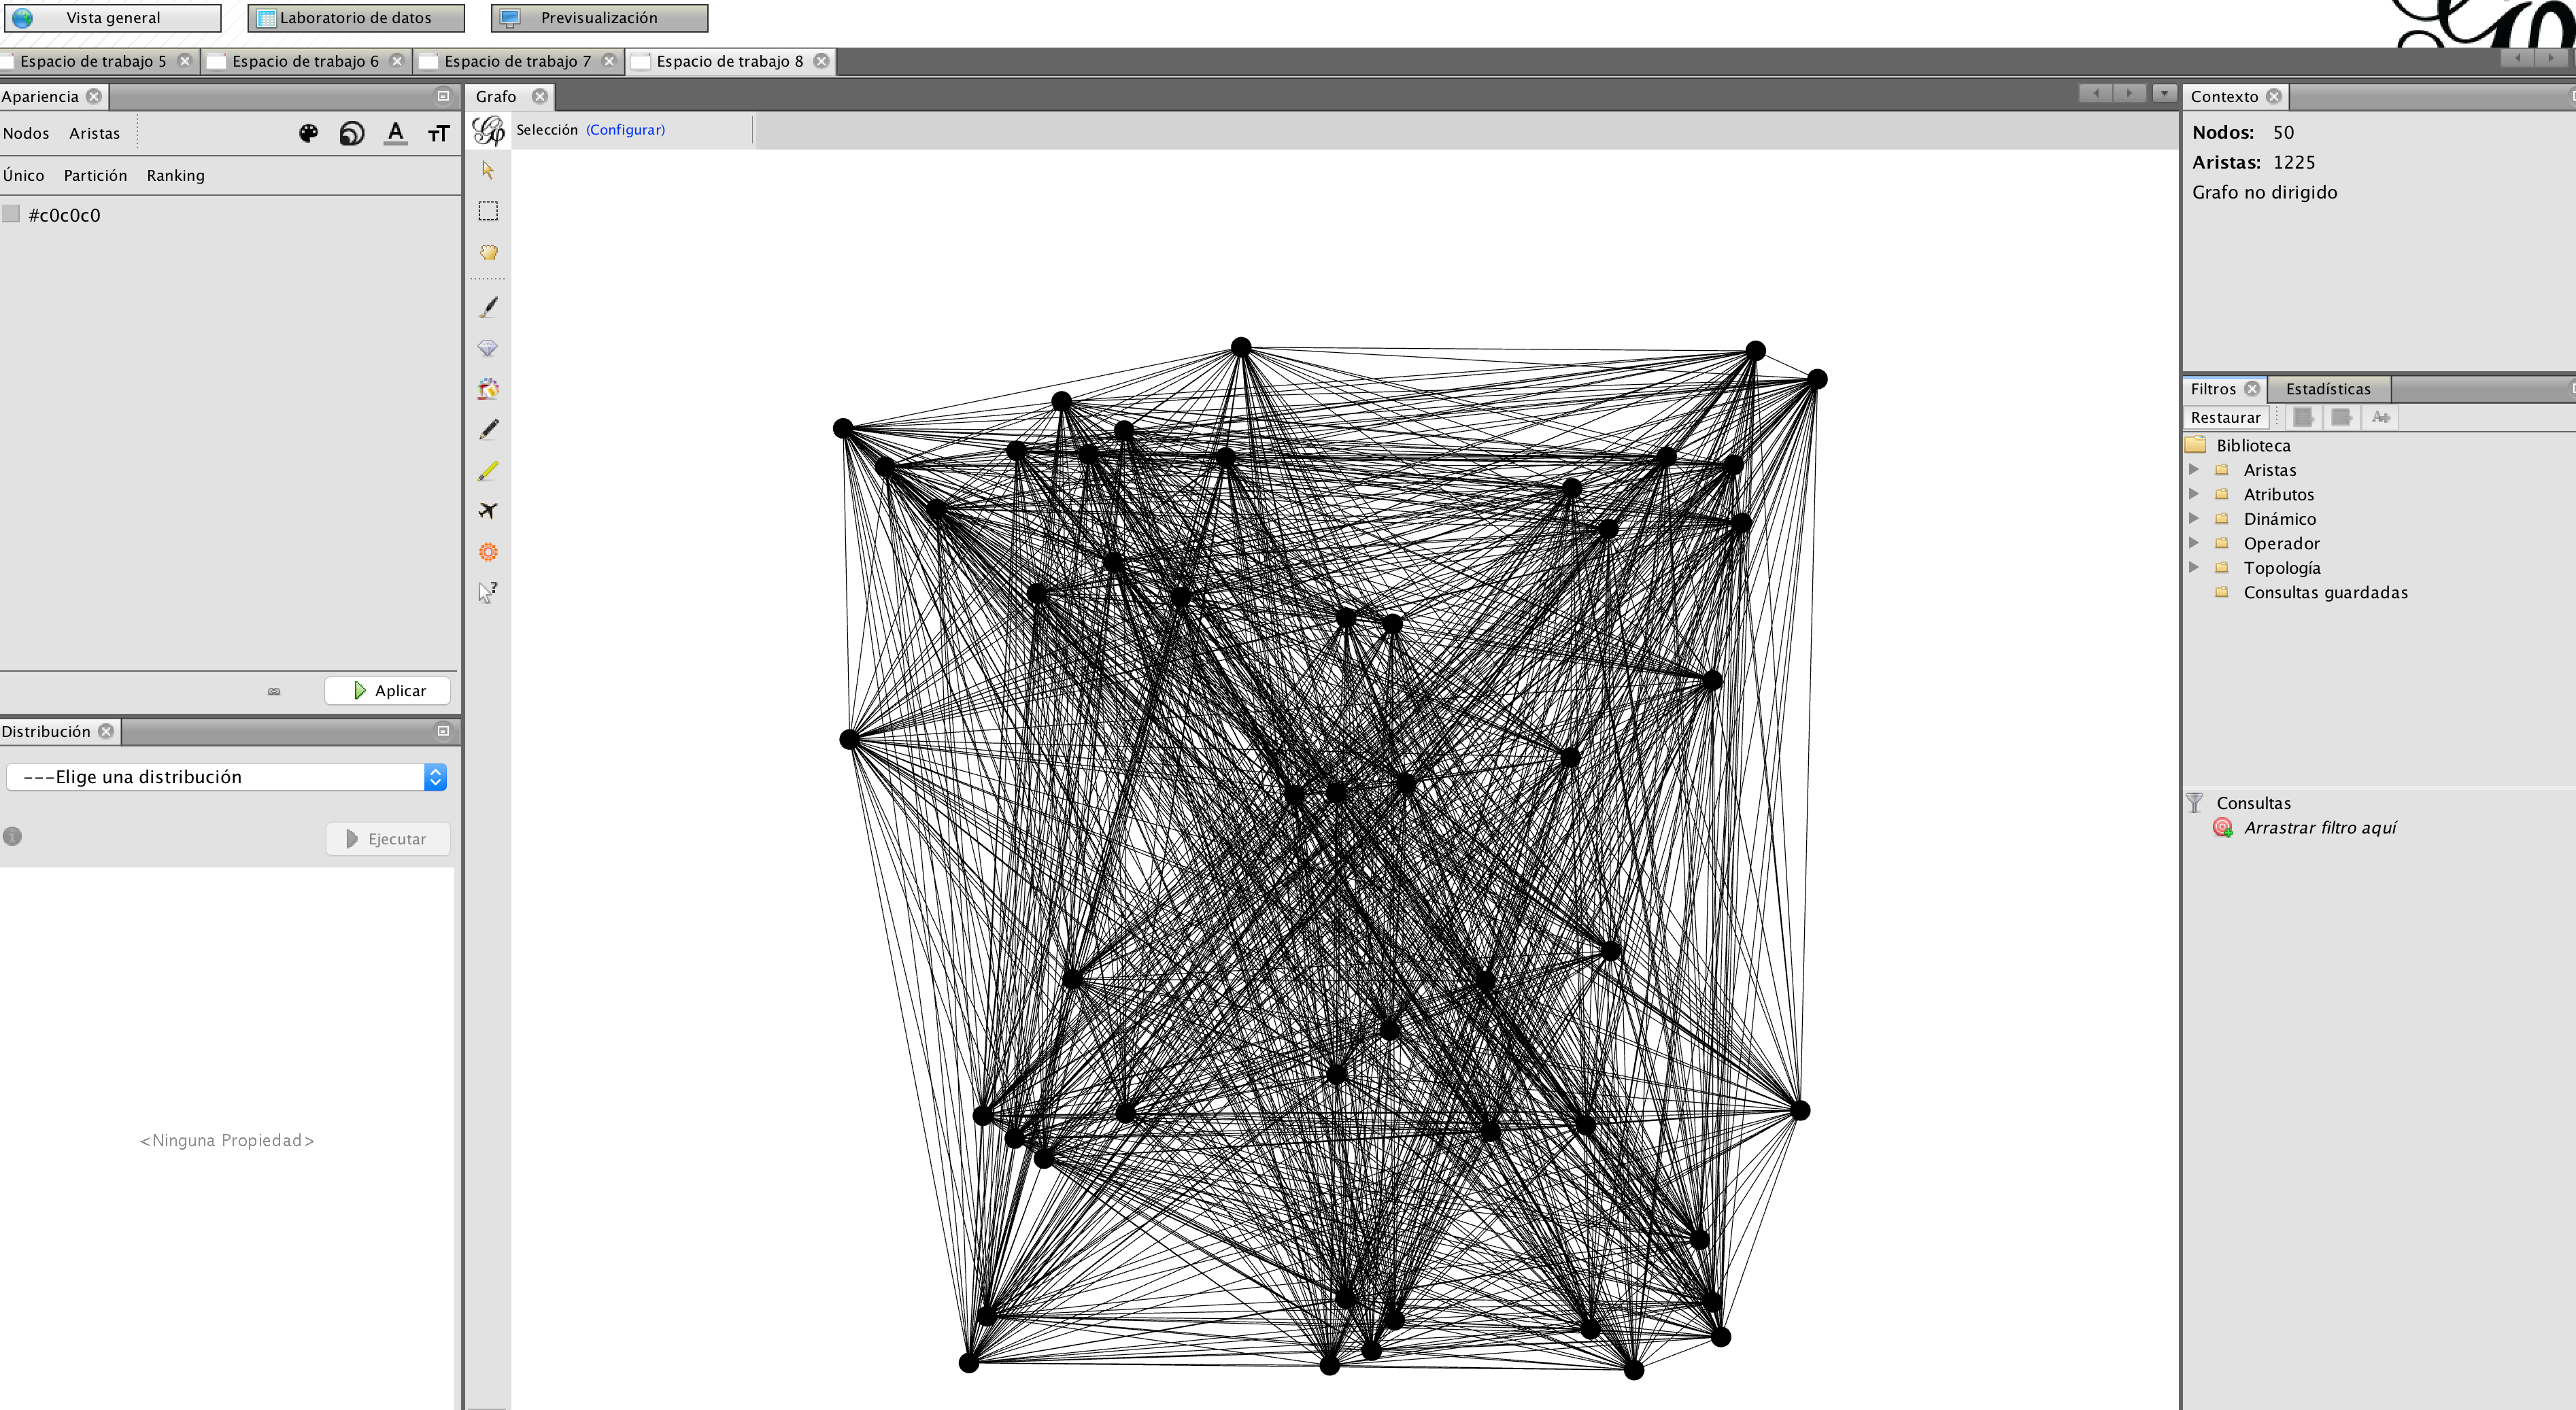 Vista general
Laboratorio de datos
Previsualización
Espacio de trabajo 5
Espacio de trabajo 6
Espacio de trabajo 7
Espacio de trabajo 8
Apariencia
Nodos Aristas
Único Partición Ranking
#c0c0c0
Aplicar
Distribución
---Elige una distribución
Ejecutar
<Ninguna Propiedad>
Grafo
Selección (Configurar)
Contexto
Nodos: 50
Aristas: 1225
Grafo no dirigido
Filtros Estadísticas
Restaurar
Biblioteca
Aristas
Atributos
Dinámico
Operador
Topología
Consultas guardadas
Consultas
Arrastrar filtro aquí